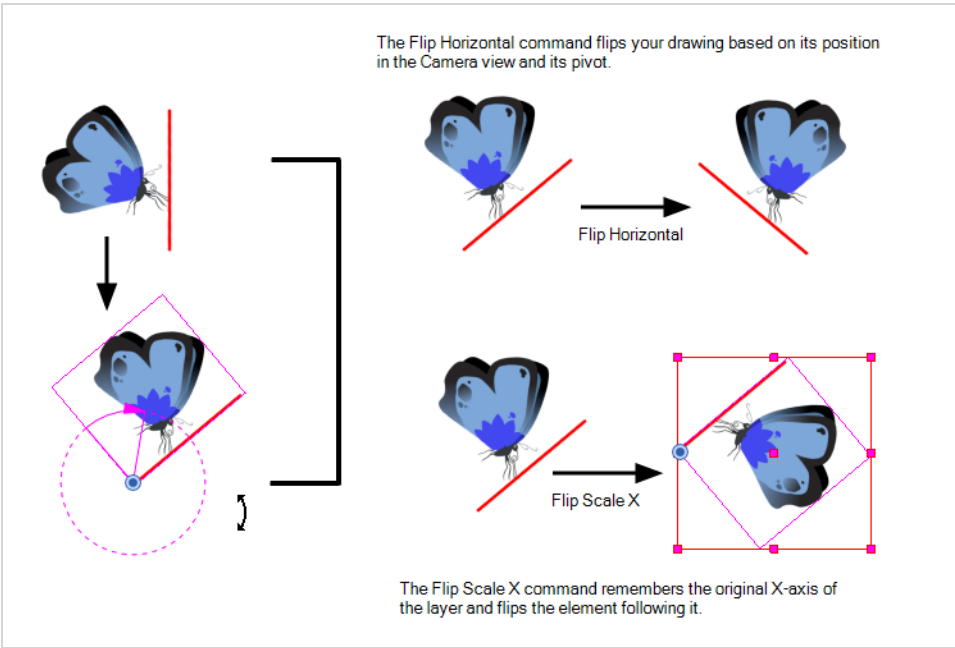 The Flip Horizontal command flips your drawing based on its position
in the Camera view and its pivot.
Flip Horizontal
Flip Scale X
The Flip Scale X command remembers the original X-axis of
the layer and flips the element following it.